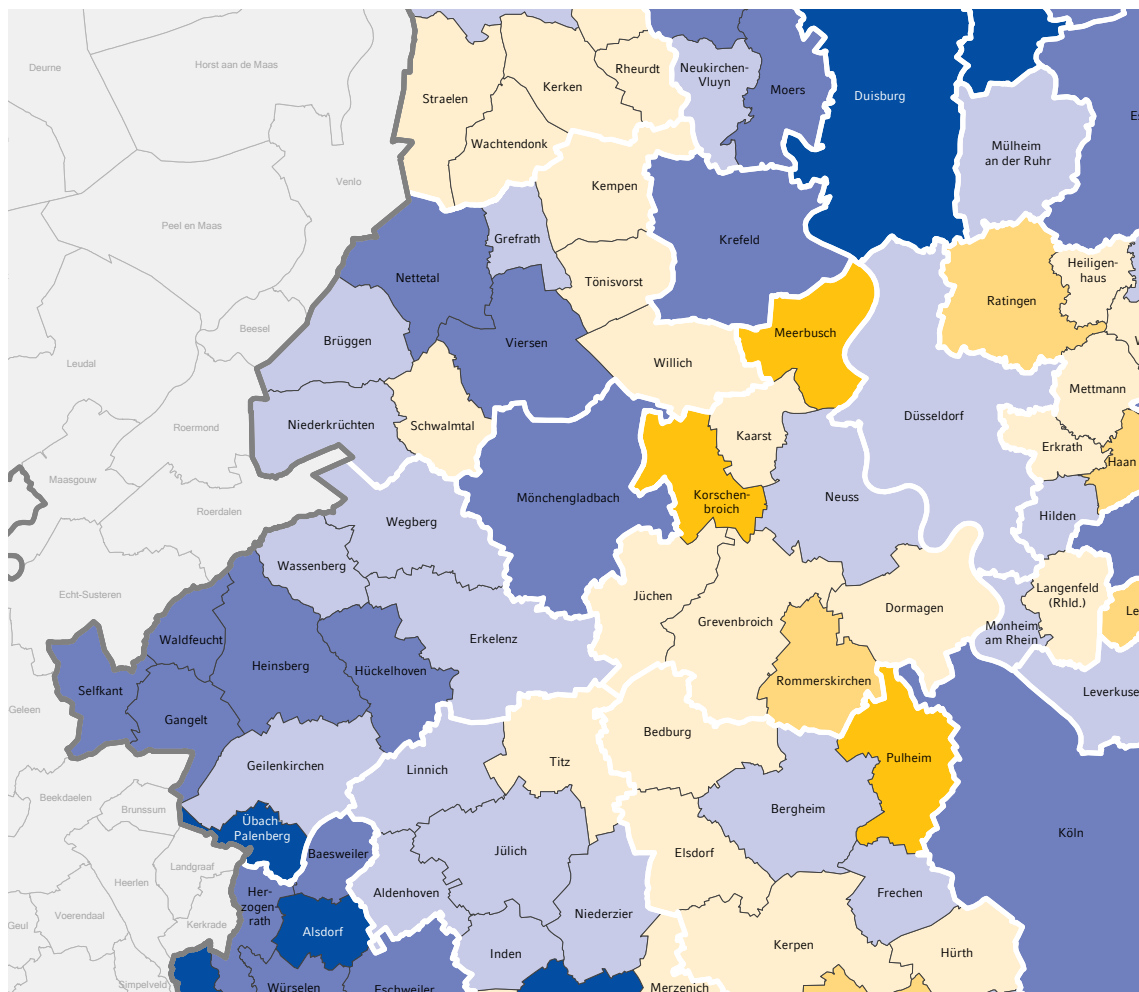 Deurne
Horst aan de Maas
Straelen
Kerken
Rheurdt
Neukirchen-
Vluyn
Moers
Duisburg
Mülheim
an der Ruhr
Wachtendonk
Venlo
Kempen
Peel en Maas
Grefrath
Krefeld
Nettetal
Tönisvorst
Heiligen-
haus
Ratingen
Beesel
Brüggen
Viersen
Meerbusch
Willich
Leudal
Mettmann
Düsseldorf
Roermond
Niederkrüchten
Schwalmtal
Kaarst
Erkrath
Haan
Maasgouw
Mönchengladbach
Korschen-
broich
Neuss
Roerdalen
Wegberg
Hilden
Wassenberg
Echt-Susteren
Jüchen
Langenfeld
(Rhld.)
Dormagen
Le
Grevenbroich
Monheim
am Rhein
Waldfeucht
Erkelenz
Heinsberg
Hückelhoven
Rommerskirchen
Selfkant
Leverkuse
Geleen
Gangelt
Bedburg
Geilenkirchen
Linnich
Titz
Pulheim
Beekdaelen
Brunssum
Bergheim
Übach-
Palenberg
Köln
Baesweiler
Jülich
Elsdorf
Landgraaf
Heerlen
Her-
zogen-
rath
Aldenhoven
Frechen
Voerendaal
Niederzier
Geul
Kerkrade
Alsdorf
Kerpen
Inden
Hürth
Simpelveld
Würselen
Eschweiler
Merzenich